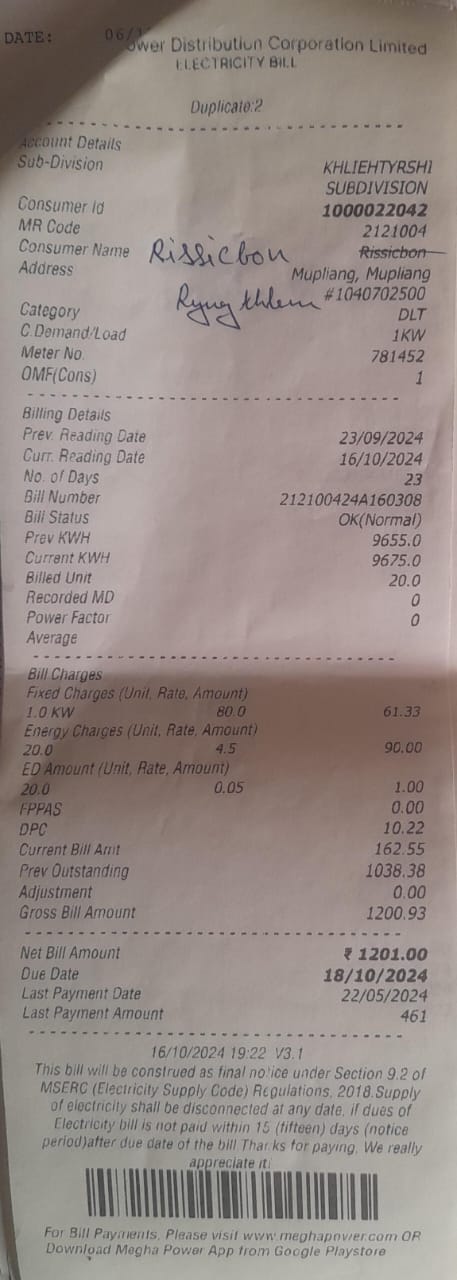 DATE: 06/1
ower Distribution Corporation Limited
ELECTRICITY BILL
Duplicate:2
Account Details
Sub-Division KHLIEHTYRSHI
SUBDIVISION
Consumer Id 1000022042
MR Code 2121004
Consumer Name Rissicbon Rissicbon
Address Mupliang, Mupliang
#1040702500
Category DLT
C.Demand/Load 1KW
Meter No. 781452
OMF(Cons) 1
Billing Details
Prev. Reading Date 23/09/2024
Curr. Reading Date 16/10/2024
No. of Days 23
Bill Number 212100424A160308
Bill Status OK(Normal)
Prev KWH 9655.0
Current KWH 9675.0
Billed Unit 20.0
Recorded MD 0
Power Factor 0
Average
Bill Charges
Fixed Charges (Unit, Rate, Amount)
1.0 KW 80.0 61.33
Energy Charges (Unit, Rate, Amount)
20.0 4.5 90.00
ED Amount (Unit, Rate, Amount)
20.0 0.05 1.00
FPPAS 0.00
DPC 10.22
Current Bill Amt 162.55
Prev Outstanding 1038.38
Adjustment 0.00
Gross Bill Amount 1200.93
Net Bill Amount ₹ 1201.00
Due Date 18/10/2024
Last Payment Date 22/05/2024
Last Payment Amount 461
16/10/2024 19:22 V3.1
This bill will be construed as final notice under Section 9.2 of
MSERC (Electricity Supply Code) Regulations, 2018.Supply
of electricity shall be disconnected at any date, if dues of
Electricity bill is not paid within 15 (fifteen) days (notice
period)after due date of the bill Thanks for paying. We really
appreciate it!
For Bill Payments, Please visit www.meghapower.com OR
Download Megha Power App from Google Playstore